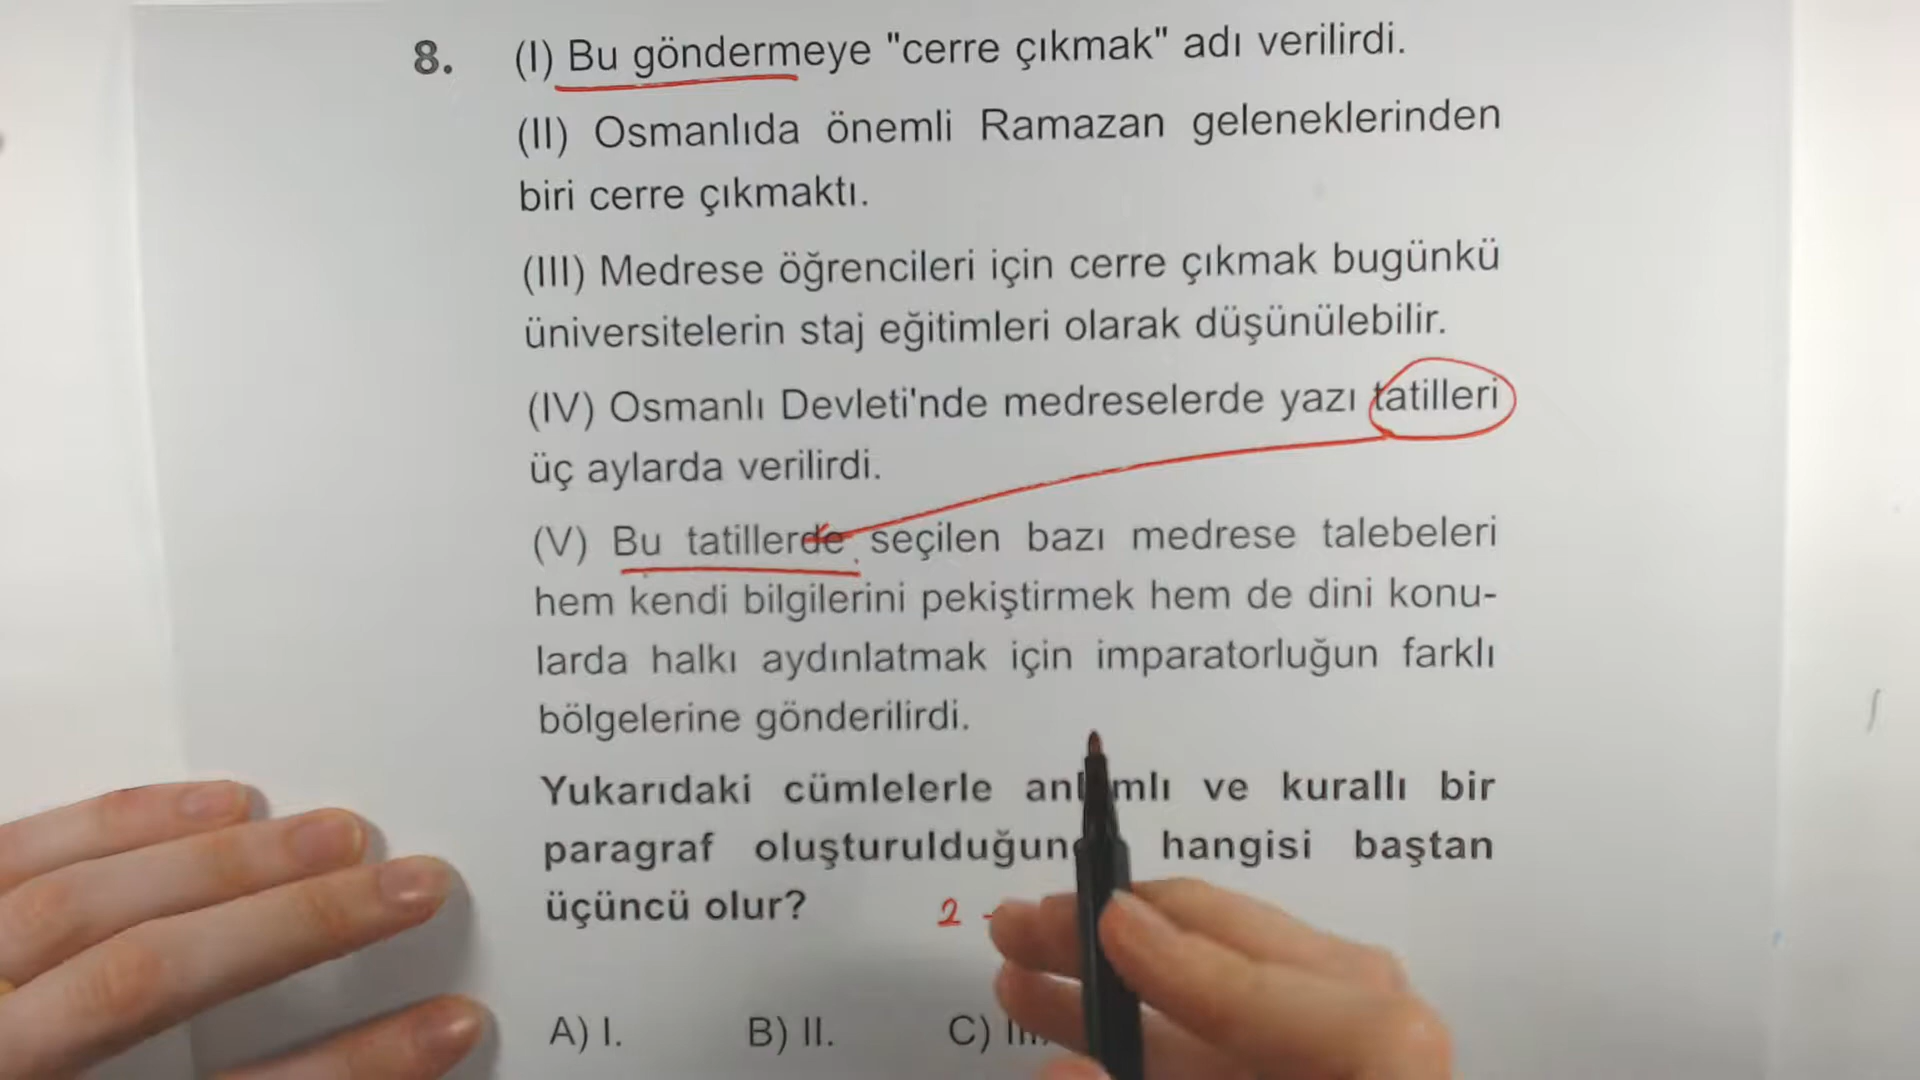 8. (I) Bu göndermeye "cerre çıkmak" adı verilirdi.
(II) Osmanlıda önemli Ramazan geleneklerinden
biri cerre çıkmaktı.
(III) Medrese öğrencileri için cerre çıkmak bugünkü
üniversitelerin staj eğitimleri olarak düşünülebilir.
(IV) Osmanlı Devleti'nde medreselerde yazı tatilleri
üç aylarda verilirdi.
(V) Bu tatillerde seçilen bazı medrese talebeleri
hem kendi bilgilerini pekiştirmek hem de dini konu-
larda halkı aydınlatmak için imparatorluğun farklı
bölgelerine gönderilirdi.
Yukarıdaki cümlelerle anlamlı ve kurallı bir
paragraf hangisi baştan
üçüncü olur? 2 -
A) I. B) II. C)